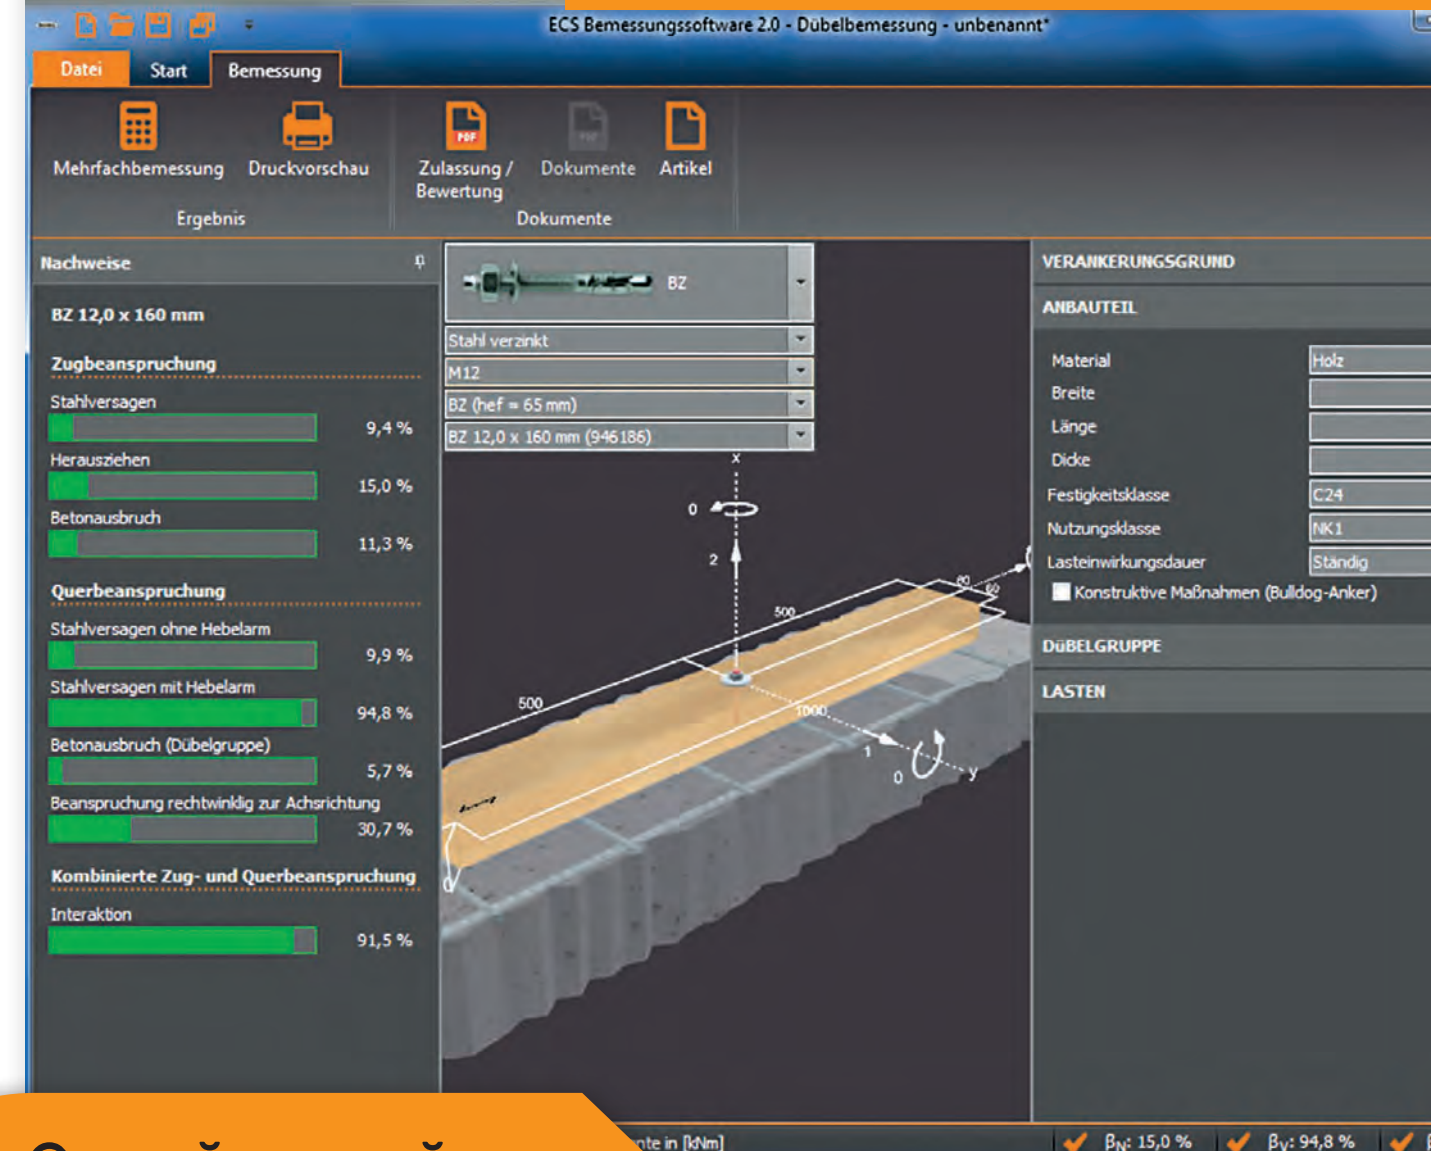 ECS Bemessungssoftware 2.0 - Dübelbemessung - unbenannt*
Datei
Start
Bemessung
Mehrfachbemessung
Druckvorschau
Ergebnis
PDF
Zulassung /
Bewertung
PDF
Dokumente
Artikel
Dokumente
Nachweise
BZ 12,0 x 160 mm
Zugbeanspruchung
Stahlversagen
9,4 %
Herausziehen
15,0 %
Betonausbruch
11,3 %
Querbeanspruchung
Stahlversagen ohne Hebelarm
9,9 %
Stahlversagen mit Hebelarm
94,8 %
Betonausbruch (Dübelgruppe)
5,7 %
Beanspruchung rechtwinklig zur Achsrichtung
30,7 %
Kombinierte Zug- und Querbeanspruchung
Interaktion
91,5 %
BZ
Stahl verzinkt
M12
BZ (hef = 65 mm)
BZ 12,0 x 160 mm (946186)
x
0
2
80
60
500
500
1000
1
0
y
VERANKERUNGSGRUND
ANBAUTEIL
Material Holz
Breite
Länge
Dicke
Festigkeitsklasse C24
Nutzungsklasse NK1
Lasteinwirkungsdauer Ständig
Konstruktive Maßnahmen (Bulldog-Anker)
DÜBELGRUPPE
LASTEN
nte in [kNm]
βN: 15,0 %
βV: 94,8 %